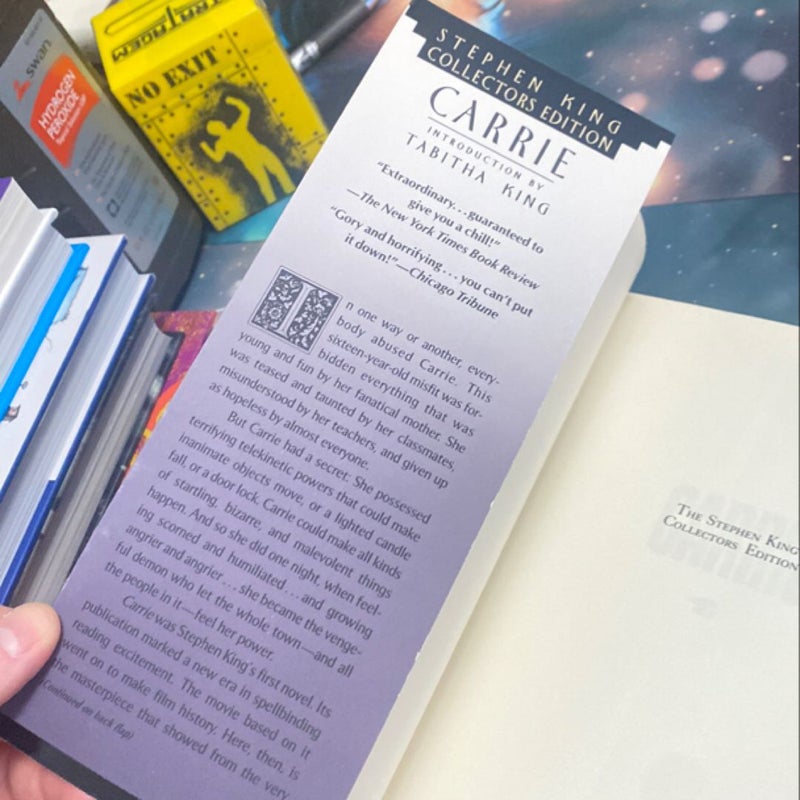 STRATAGEM
NO EXIT
swan
HYDROGEN
PEROXIDE
STEPHEN KING
COLLECTORS EDITION
CARRIE
INTRODUCTION BY
TABITHA KING
"Extraordinary...guaranteed to
give you a chill!"
—The New York Times Book Review
"Gory and horrifying...you can't put
it down!"—Chicago Tribune
In one way or another, every-
body abused Carrie. This
sixteen-year-old misfit was for-
bidden everything that was
young and fun by her fanatical mother. She
was teased and taunted by her classmates,
misunderstood by her teachers, and given up
as hopeless by almost everyone.
But Carrie had a secret. She possessed
terrifying telekinetic powers that could make
inanimate objects move, or a lighted candle
fall, or a door lock. Carrie could make all kinds
of startling, bizarre, and malevolent things
happen. And so she did one night, when feel-
ing scorned and humiliated...and growing
angrier and angrier...she became the venge-
ful demon who let the whole town—and all
the people in it—feel her power.
Carrie was Stephen King's first novel. Its
publication marked a new era in spellbinding
reading excitement. The movie based on it
went on to make film history. Here, then, is
the masterpiece that showed from the very
(Continued on back flap)
THE STEPHEN KING
COLLECTORS EDITION